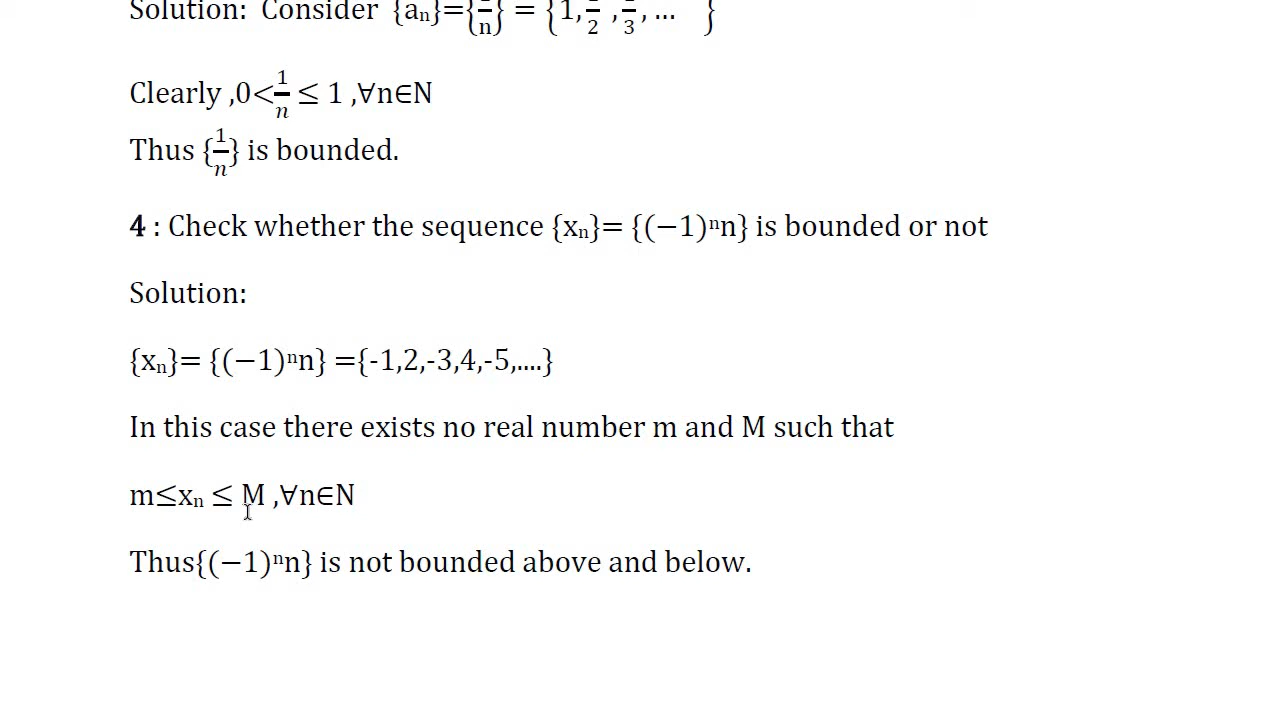 Solution: Consider {aₙ}={1/n} = {1,1/2 ,1/3, ... }
Clearly ,0<1/n ≤ 1 ,∀n∈N
Thus {1/n} is bounded.
4 : Check whether the sequence {xₙ}= {(−1)ⁿn} is bounded or not
Solution:
{xₙ}= {(−1)ⁿn} ={-1,2,-3,4,-5,....}
In this case there exists no real number m and M such that
m≤xₙ ≤ M ,∀n∈N
Thus{(−1)ⁿn} is not bounded above and below.